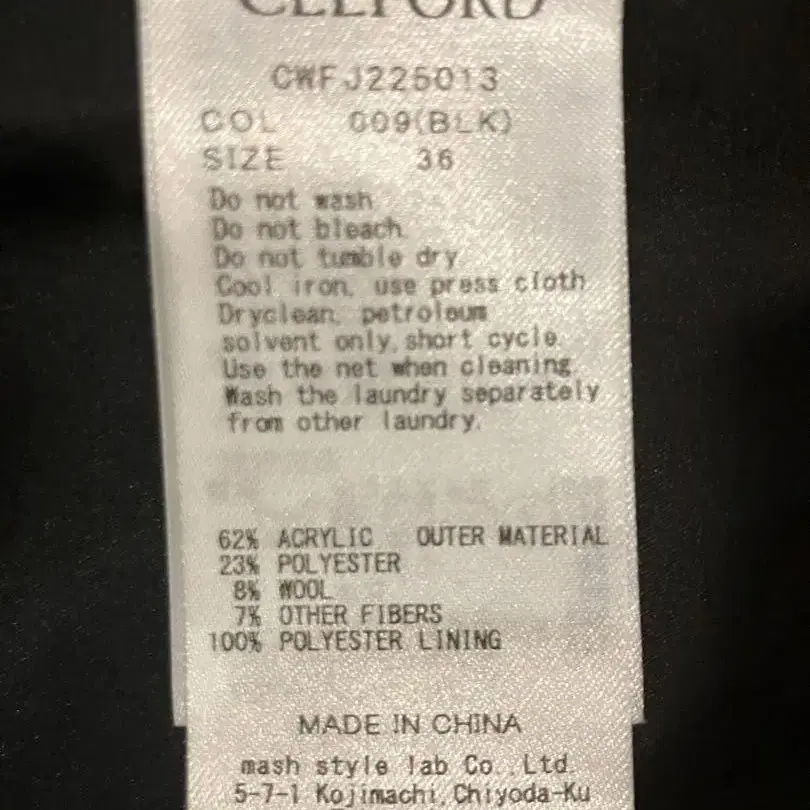 CELFORD
CWFJ225013
COL 009(BLK)
SIZE 36
Do not wash
Do not bleach.
Do not tumble dry.
Cool iron, use press cloth
Dryclean, petroleum
solvent only, short cycle.
Use the net when cleaning.
Wash the laundry separately
from other laundry.
62% ACRYLIC OUTER MATERIAL
23% POLYESTER
8% WOOL
7% OTHER FIBERS
100% POLYESTER LINING
MADE IN CHINA
mash style lab Co., Ltd.
5-7-1 Kojimachi, Chiyoda-Ku